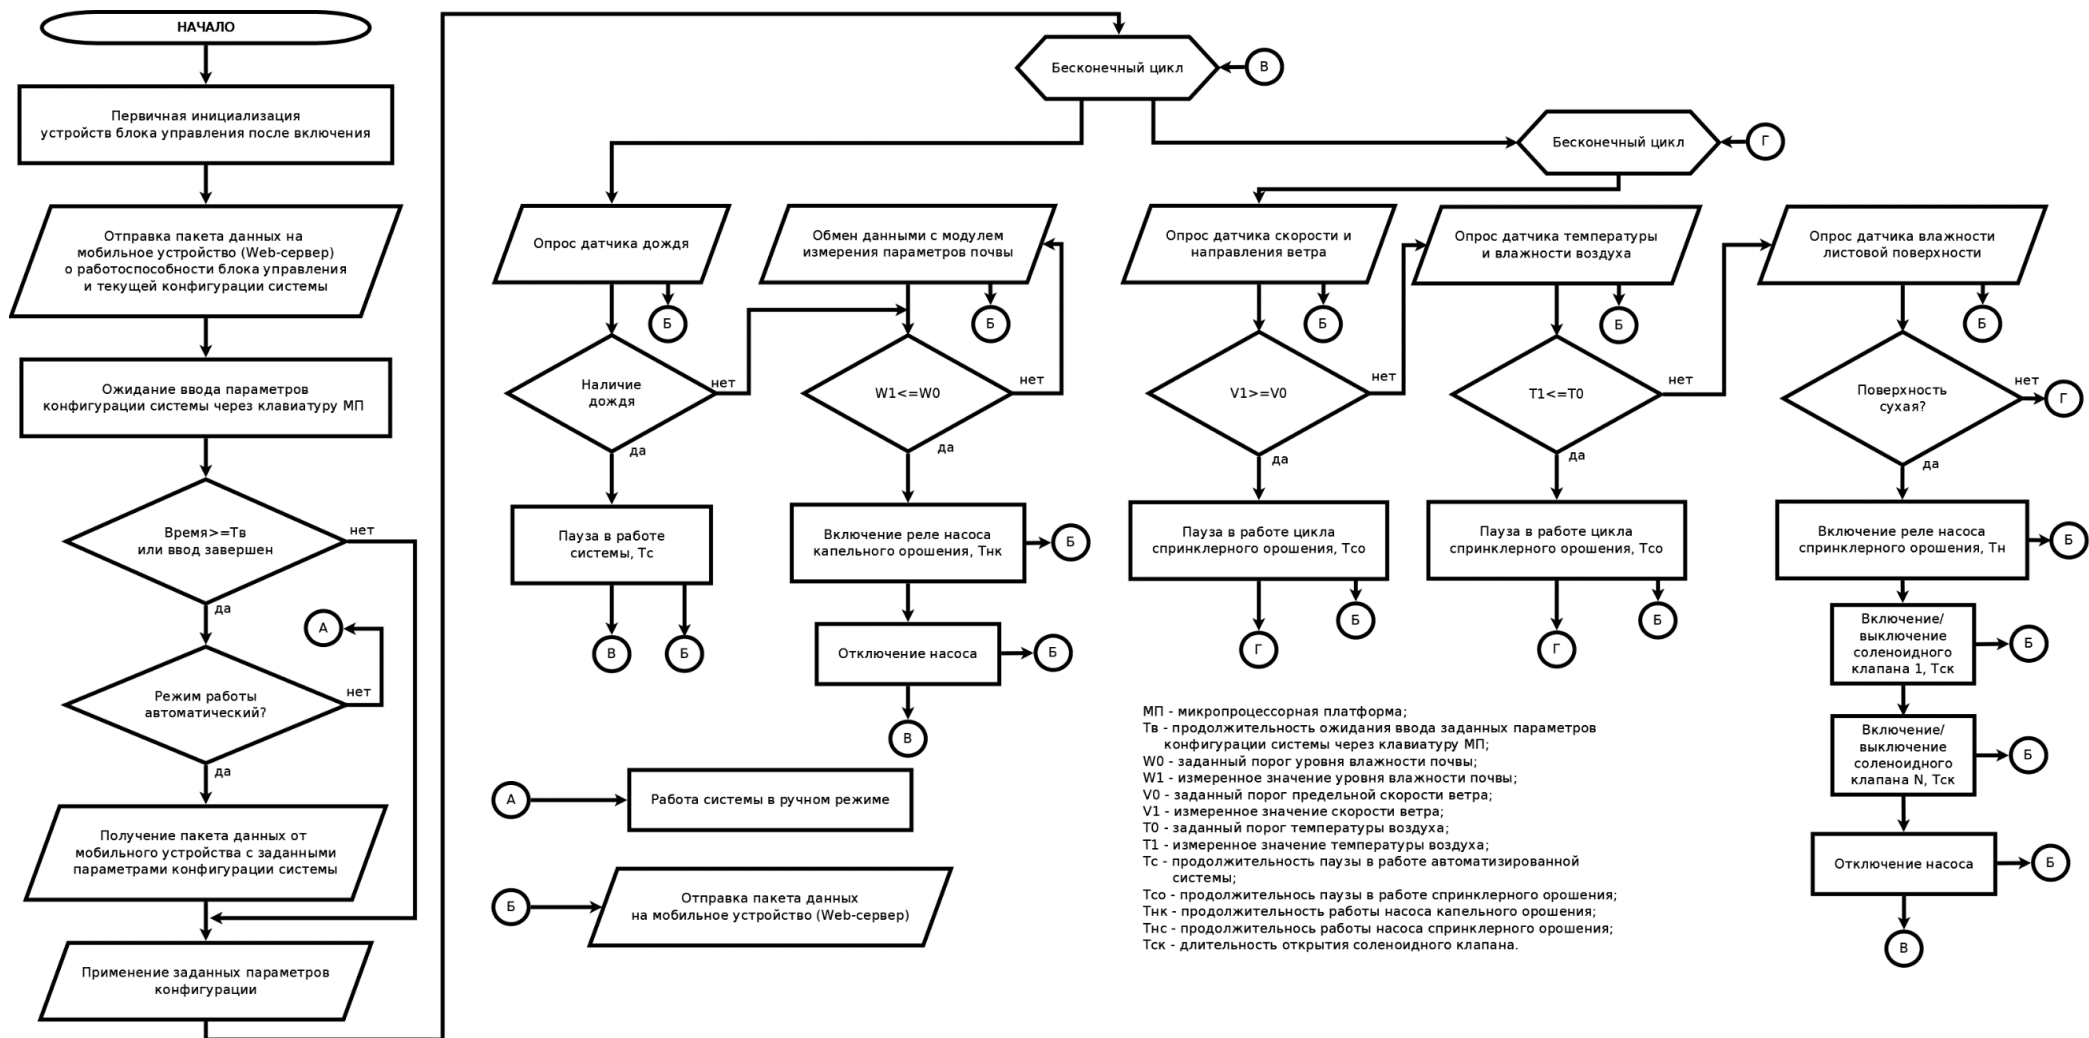 НАЧАЛО
Первичная инициализация
устройств блока управления после включения
Отправка пакета данных на
мобильное устройство (Web-сервер)
о работоспособности блока управления
и текущей конфигурации системы
Ожидание ввода параметров
конфигурации системы через клавиатуру МП
Время>=Тв
или ввод завершен
нет
да
А
Режим работы
автоматический?
нет
да
Получение пакета данных от
мобильного устройства с заданными
параметрами конфигурации системы
Применение заданных параметров
конфигурации
Бесконечный цикл
В
Бесконечный цикл
Г
Опрос датчика дождя
Б
Наличие
дождя
нет
да
Пауза в работе
системы, Тс
В
Б
Обмен данными с модулем
измерения параметров почвы
Б
W1<=W0
нет
да
Включение реле насоса
капельного орошения, Тнк
Б
Отключение насоса
Б
В
Опрос датчика скорости и
направления ветра
Б
V1>=V0
нет
да
Пауза в работе цикла
спринклерного орошения, Тсо
Б
Г
Опрос датчика температуры
и влажности воздуха
Б
Т1<=Т0
нет
да
Пауза в работе цикла
спринклерного орошения, Тсо
Б
Г
Опрос датчика влажности
листовой поверхности
Б
Поверхность
сухая?
нет
Г
да
Включение реле насоса
спринклерного орошения, Тн
Б
Включение/
выключение
соленоидного
клапана 1, Тск
Б
Включение/
выключение
соленоидного
клапана N, Тск
Б
Отключение насоса
Б
В
А
Работа системы в ручном режиме
Б
Отправка пакета данных
на мобильное устройство (Web-сервер)
МП - микропроцессорная платформа;
Тв - продолжительность ожидания ввода заданных параметров
конфигурации системы через клавиатуру МП;
W0 - заданный порог уровня влажности почвы;
W1 - измеренное значение уровня влажности почвы;
V0 - заданный порог предельной скорости ветра;
V1 - измеренное значение скорости ветра;
Т0 - заданный порог температуры воздуха;
Т1 - измеренное значение температуры воздуха;
Тс - продолжительность паузы в работе автоматизированной
системы;
Тсо - продолжительнось паузы в работе спринклерного орошения;
Тнк - продолжительность работы насоса капельного орошения;
Тнс - продолжительнось работы насоса спринклерного орошения;
Тск - длительность открытия соленоидного клапана.